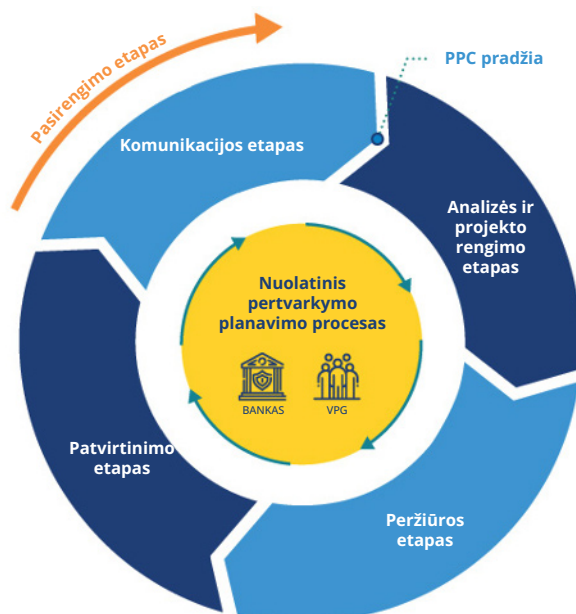 Pasirengimo etapas
PPC pradžia
Komunikacijos etapas
Analizės ir
projekto
rengimo
etapas
Nuolatinis
pertvarkymo
planavimo procesas
BANKAS
VPG
Patvirtinimo
etapas
Peržiūros
etapas